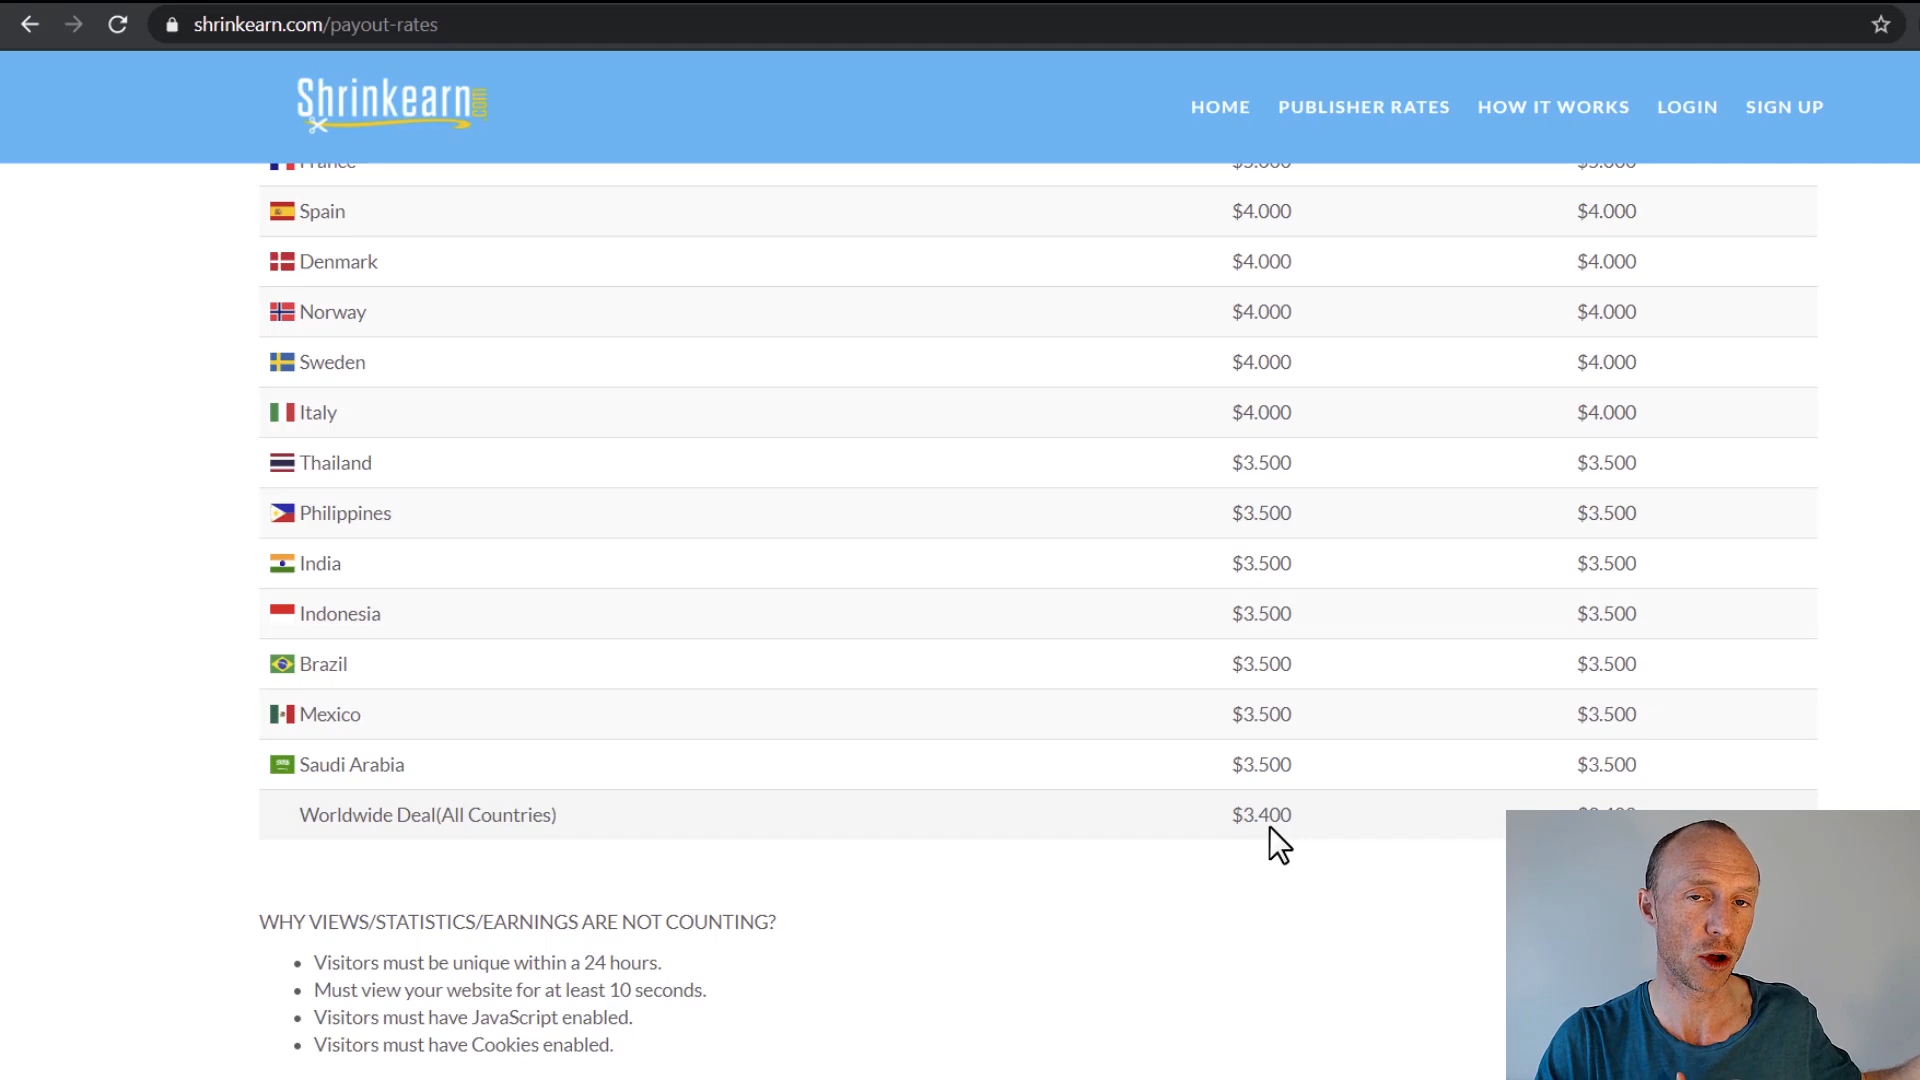 shrinkearn.com/payout-rates
Shrinkearn.com
HOME PUBLISHER RATES HOW IT WORKS LOGIN SIGN UP
France
Spain $4.000 $4.000
Denmark $4.000 $4.000
Norway $4.000 $4.000
Sweden $4.000 $4.000
Italy $4.000 $4.000
Thailand $3.500 $3.500
Philippines $3.500 $3.500
India $3.500 $3.500
Indonesia $3.500 $3.500
Brazil $3.500 $3.500
Mexico $3.500 $3.500
Saudi Arabia $3.500 $3.500
Worldwide Deal(All Countries) $3.400
WHY VIEWS/STATISTICS/EARNINGS ARE NOT COUNTING?
Visitors must be unique within a 24 hours.
Must view your website for at least 10 seconds.
Visitors must have JavaScript enabled.
Visitors must have Cookies enabled.